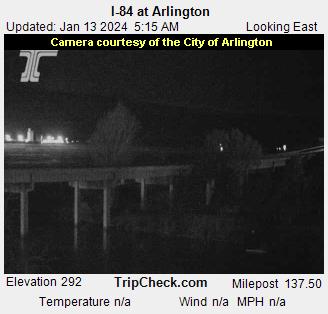 I-84 at Arlington
Updated: Jan 13 2024 5:15 AM Looking East
Camera courtesy of the City of Arlington
Elevation 292 TripCheck.com Milepost 137.50
Temperature n/a Wind n/a MPH n/a